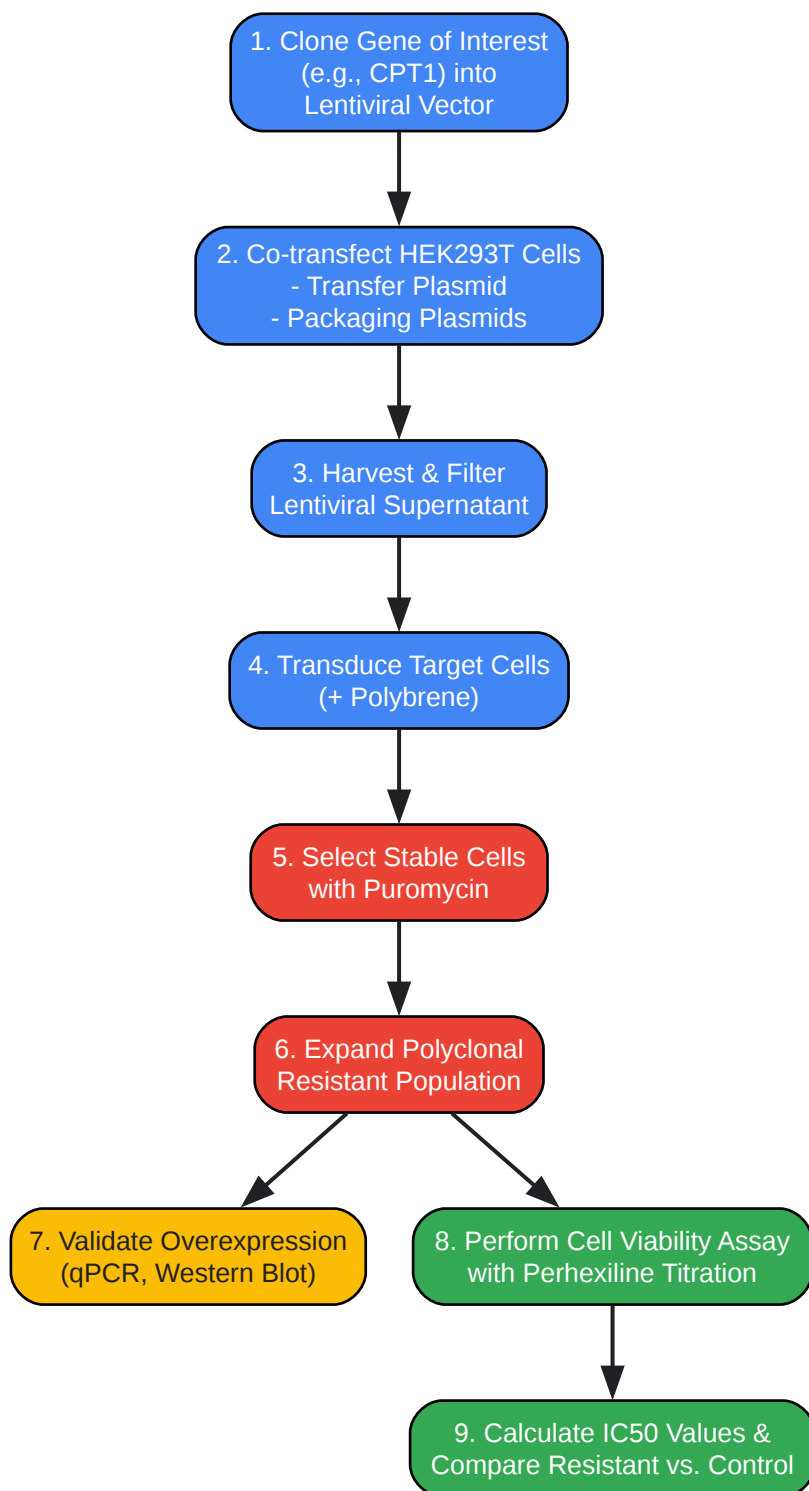 1. Clone Gene of Interest
(e.g., CPT1) into
Lentiviral Vector
2. Co-transfect HEK293T Cells
- Transfer Plasmid
- Packaging Plasmids
3. Harvest & Filter
Lentiviral Supernatant
4. Transduce Target Cells
(+ Polybrene)
5. Select Stable Cells
with Puromycin
6. Expand Polyclonal
Resistant Population
7. Validate Overexpression
(qPCR, Western Blot)
8. Perform Cell Viability Assay
with Perhexiline Titration
9. Calculate IC50 Values &
Compare Resistant vs. Control